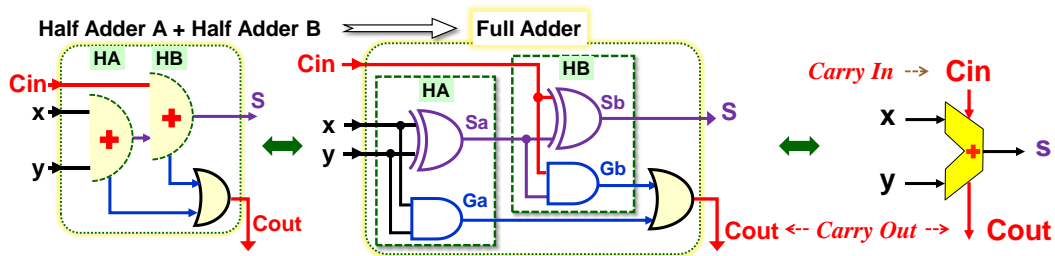 Half Adder A + Half Adder B
HA
HB
Cin
x
y
+
+
S
Cout
Full Adder
Cin
HB
HA
x
y
Sa
Sb
S
Ga
Gb
Cout
Carry In
Cin
x
y
+
s
Carry Out
Cout